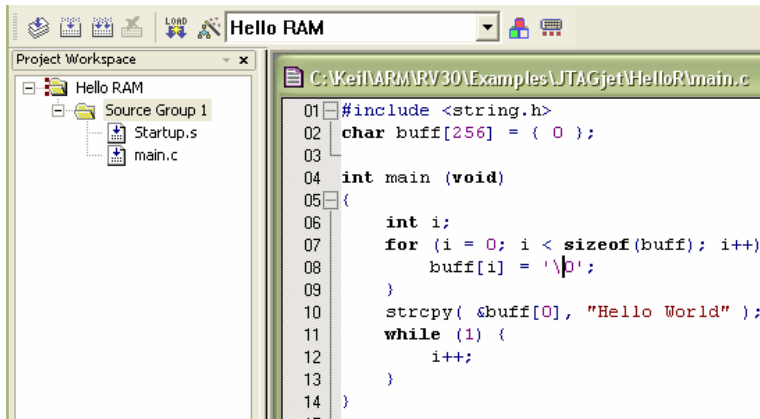 LOAD
Hello RAM
Project Workspace
Hello RAM
Source Group 1
Startup.s
main.c
C:\Keil\ARM\RV30\Examples\JTAGjet\HelloR\main.c
01 #include <string.h>
02 char buff[256] = { 0 };
03
04 int main (void)
05 {
06     int i;
07     for (i = 0; i < sizeof(buff); i++)
08         buff[i] = '\0';
09     }
10     strcpy( &buff[0], "Hello World" );
11     while (1) {
12         i++;
13     }
14 }